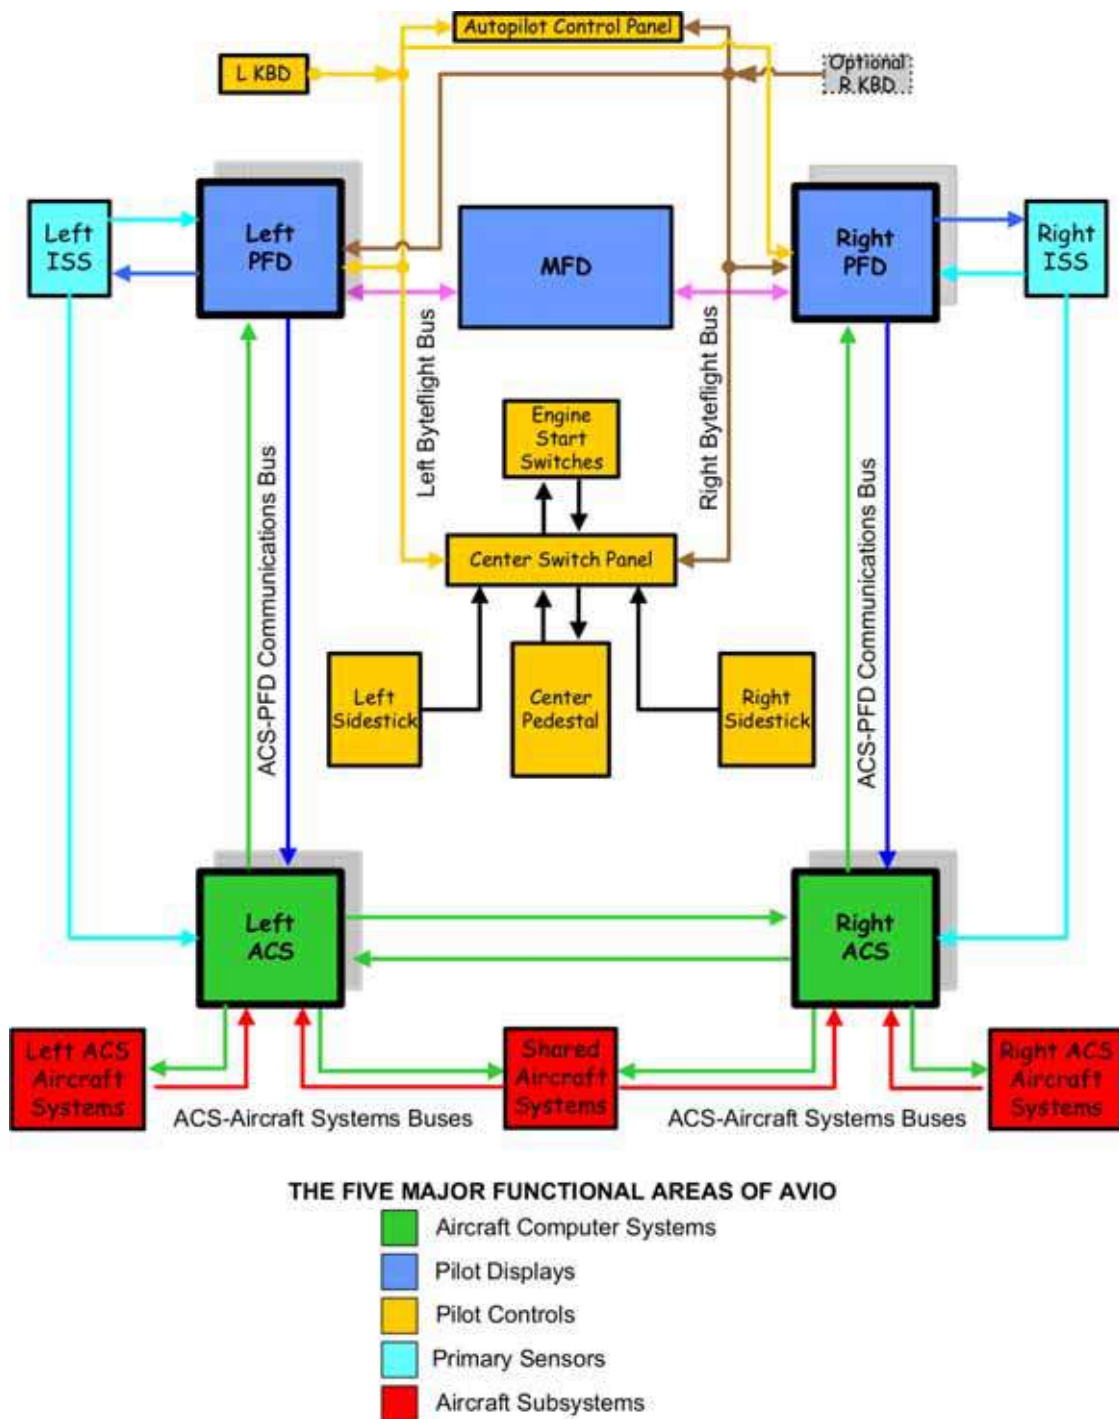 Autopilot Control Panel
L KBD
Optional
R KBD
Left
ISS
Left
PFD
MFD
Right
PFD
Right
ISS
Left Byteflight Bus
Right Byteflight Bus
Engine
Start
Switches
Center Switch Panel
ACS-PFD Communications Bus
ACS-PFD Communications Bus
Left
Sidestick
Center
Pedestal
Right
Sidestick
Left
ACS
Right
ACS
Left ACS
Aircraft
Systems
Shared
Aircraft
Systems
Right ACS
Aircraft
Systems
ACS-Aircraft Systems Buses
ACS-Aircraft Systems Buses
THE FIVE MAJOR FUNCTIONAL AREAS OF AVIO
Aircraft Computer Systems
Pilot Displays
Pilot Controls
Primary Sensors
Aircraft Subsystems